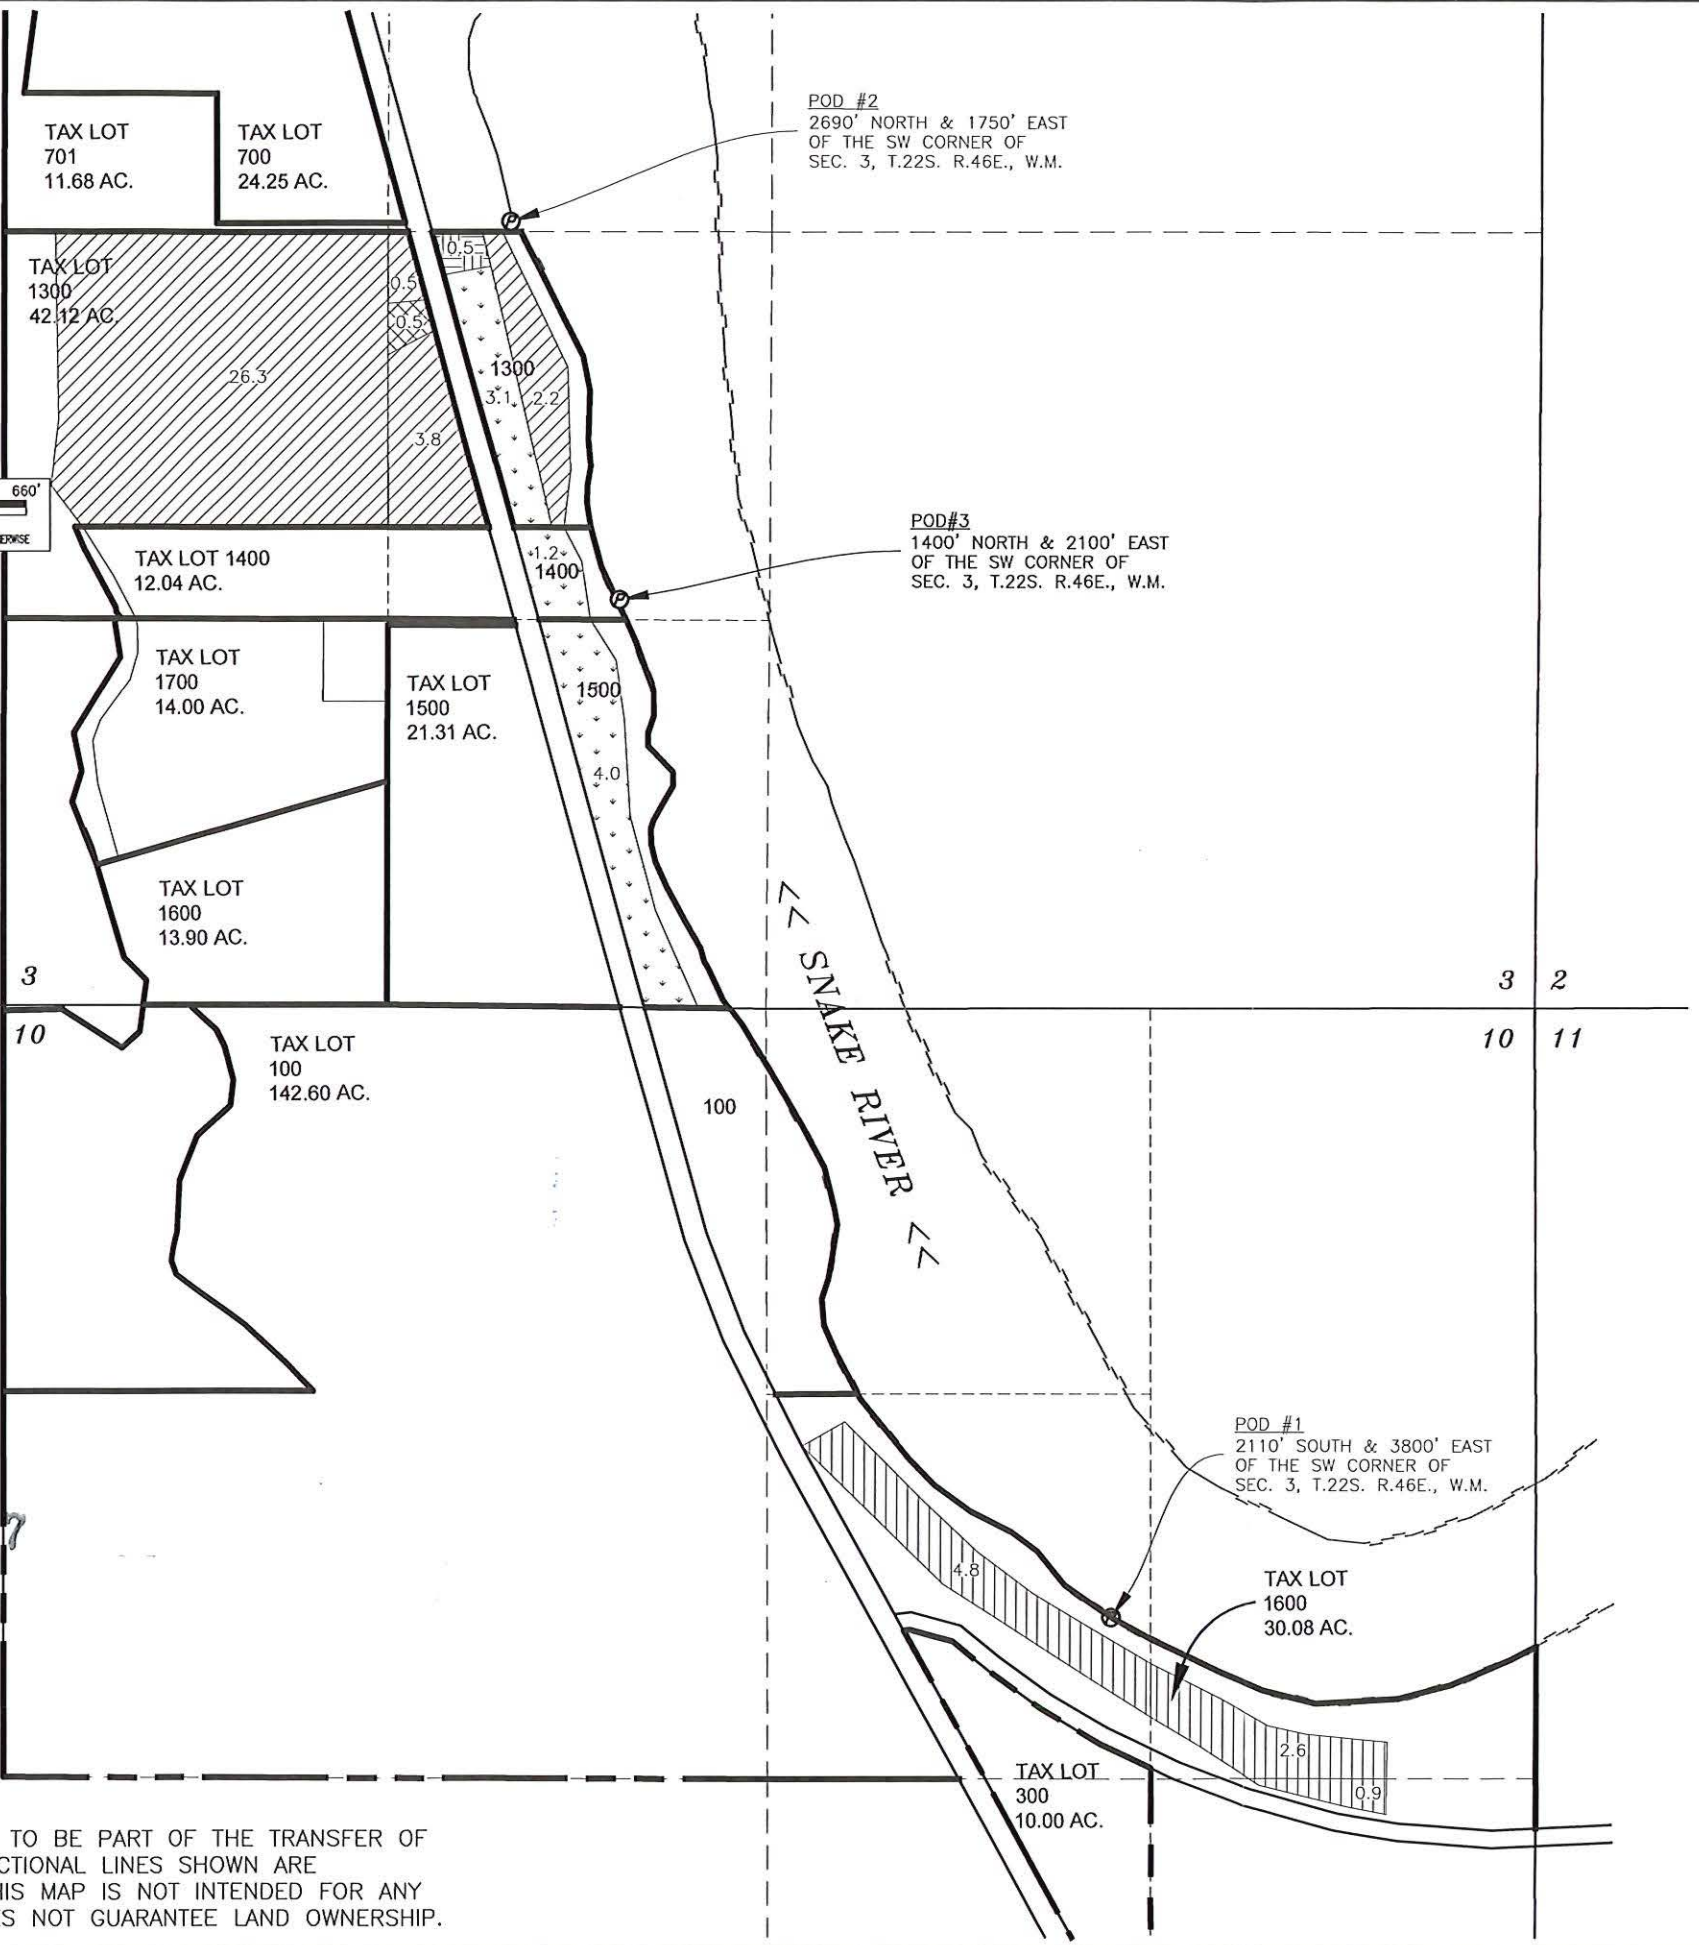 POD #2
2690' NORTH & 1750' EAST
OF THE SW CORNER OF
SEC. 3, T.22S. R.46E., W.M.
TAX LOT
701
11.68 AC.
TAX LOT
700
24.25 AC.
TAX LOT
1300
42.12 AC.
0.5
0.5
0.5
26.3
1300
3.1
2.2
3.8
660'
ERWISE
POD#3
1400' NORTH & 2100' EAST
OF THE SW CORNER OF
SEC. 3, T.22S. R.46E., W.M.
TAX LOT 1400
12.04 AC.
1.2
1400
TAX LOT
1700
14.00 AC.
TAX LOT
1500
21.31 AC.
1500
4.0
TAX LOT
1600
13.90 AC.
<< SNAKE RIVER <<
3
10
3 2
10 11
TAX LOT
100
142.60 AC.
100
POD #1
2110' SOUTH & 3800' EAST
OF THE SW CORNER OF
SEC. 3, T.22S. R.46E., W.M.
4.8
TAX LOT
1600
30.08 AC.
2.6
0.9
TAX LOT
300
10.00 AC.
TO BE PART OF THE TRANSFER OF
CTIONAL LINES SHOWN ARE
HIS MAP IS NOT INTENDED FOR ANY
ES NOT GUARANTEE LAND OWNERSHIP.